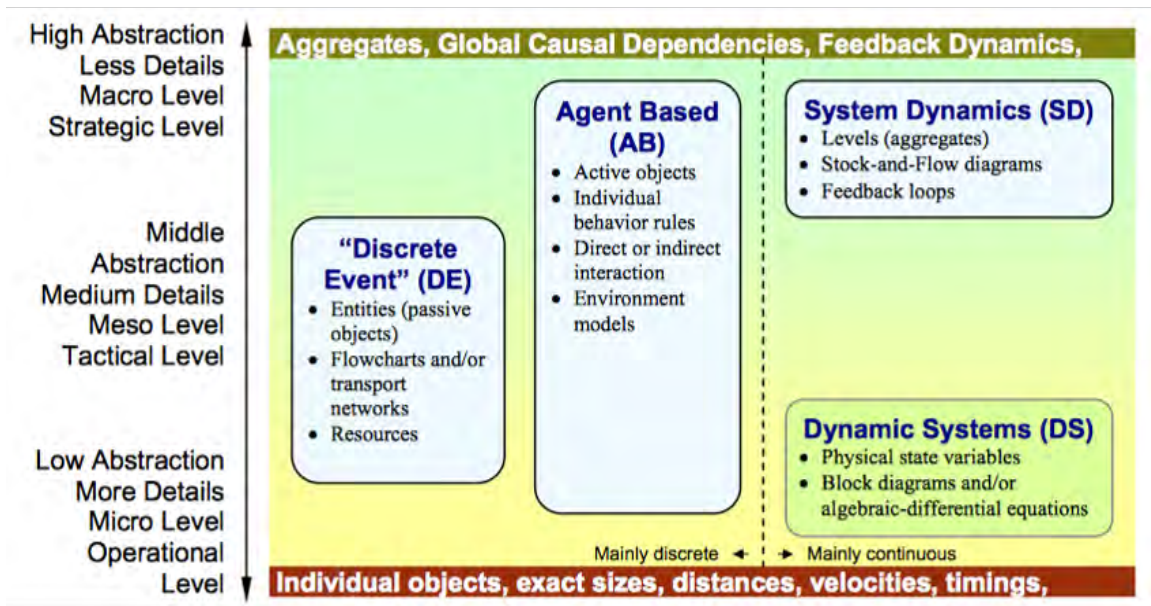 High Abstraction
Less Details
Macro Level
Strategic Level
Middle
Abstraction
Medium Details
Meso Level
Tactical Level
Low Abstraction
More Details
Micro Level
Operational
Level
Aggregates, Global Causal Dependencies, Feedback Dynamics,
“Discrete
Event” (DE)
• Entities (passive
objects)
• Flowcharts and/or
transport
networks
• Resources
Agent Based
(AB)
• Active objects
• Individual
behavior rules
• Direct or indirect
interaction
• Environment
models
System Dynamics (SD)
• Levels (aggregates)
• Stock-and-Flow diagrams
• Feedback loops
Dynamic Systems (DS)
• Physical state variables
• Block diagrams and/or
algebraic-differential equations
Mainly discrete
Mainly continuous
Individual objects, exact sizes, distances, velocities, timings,